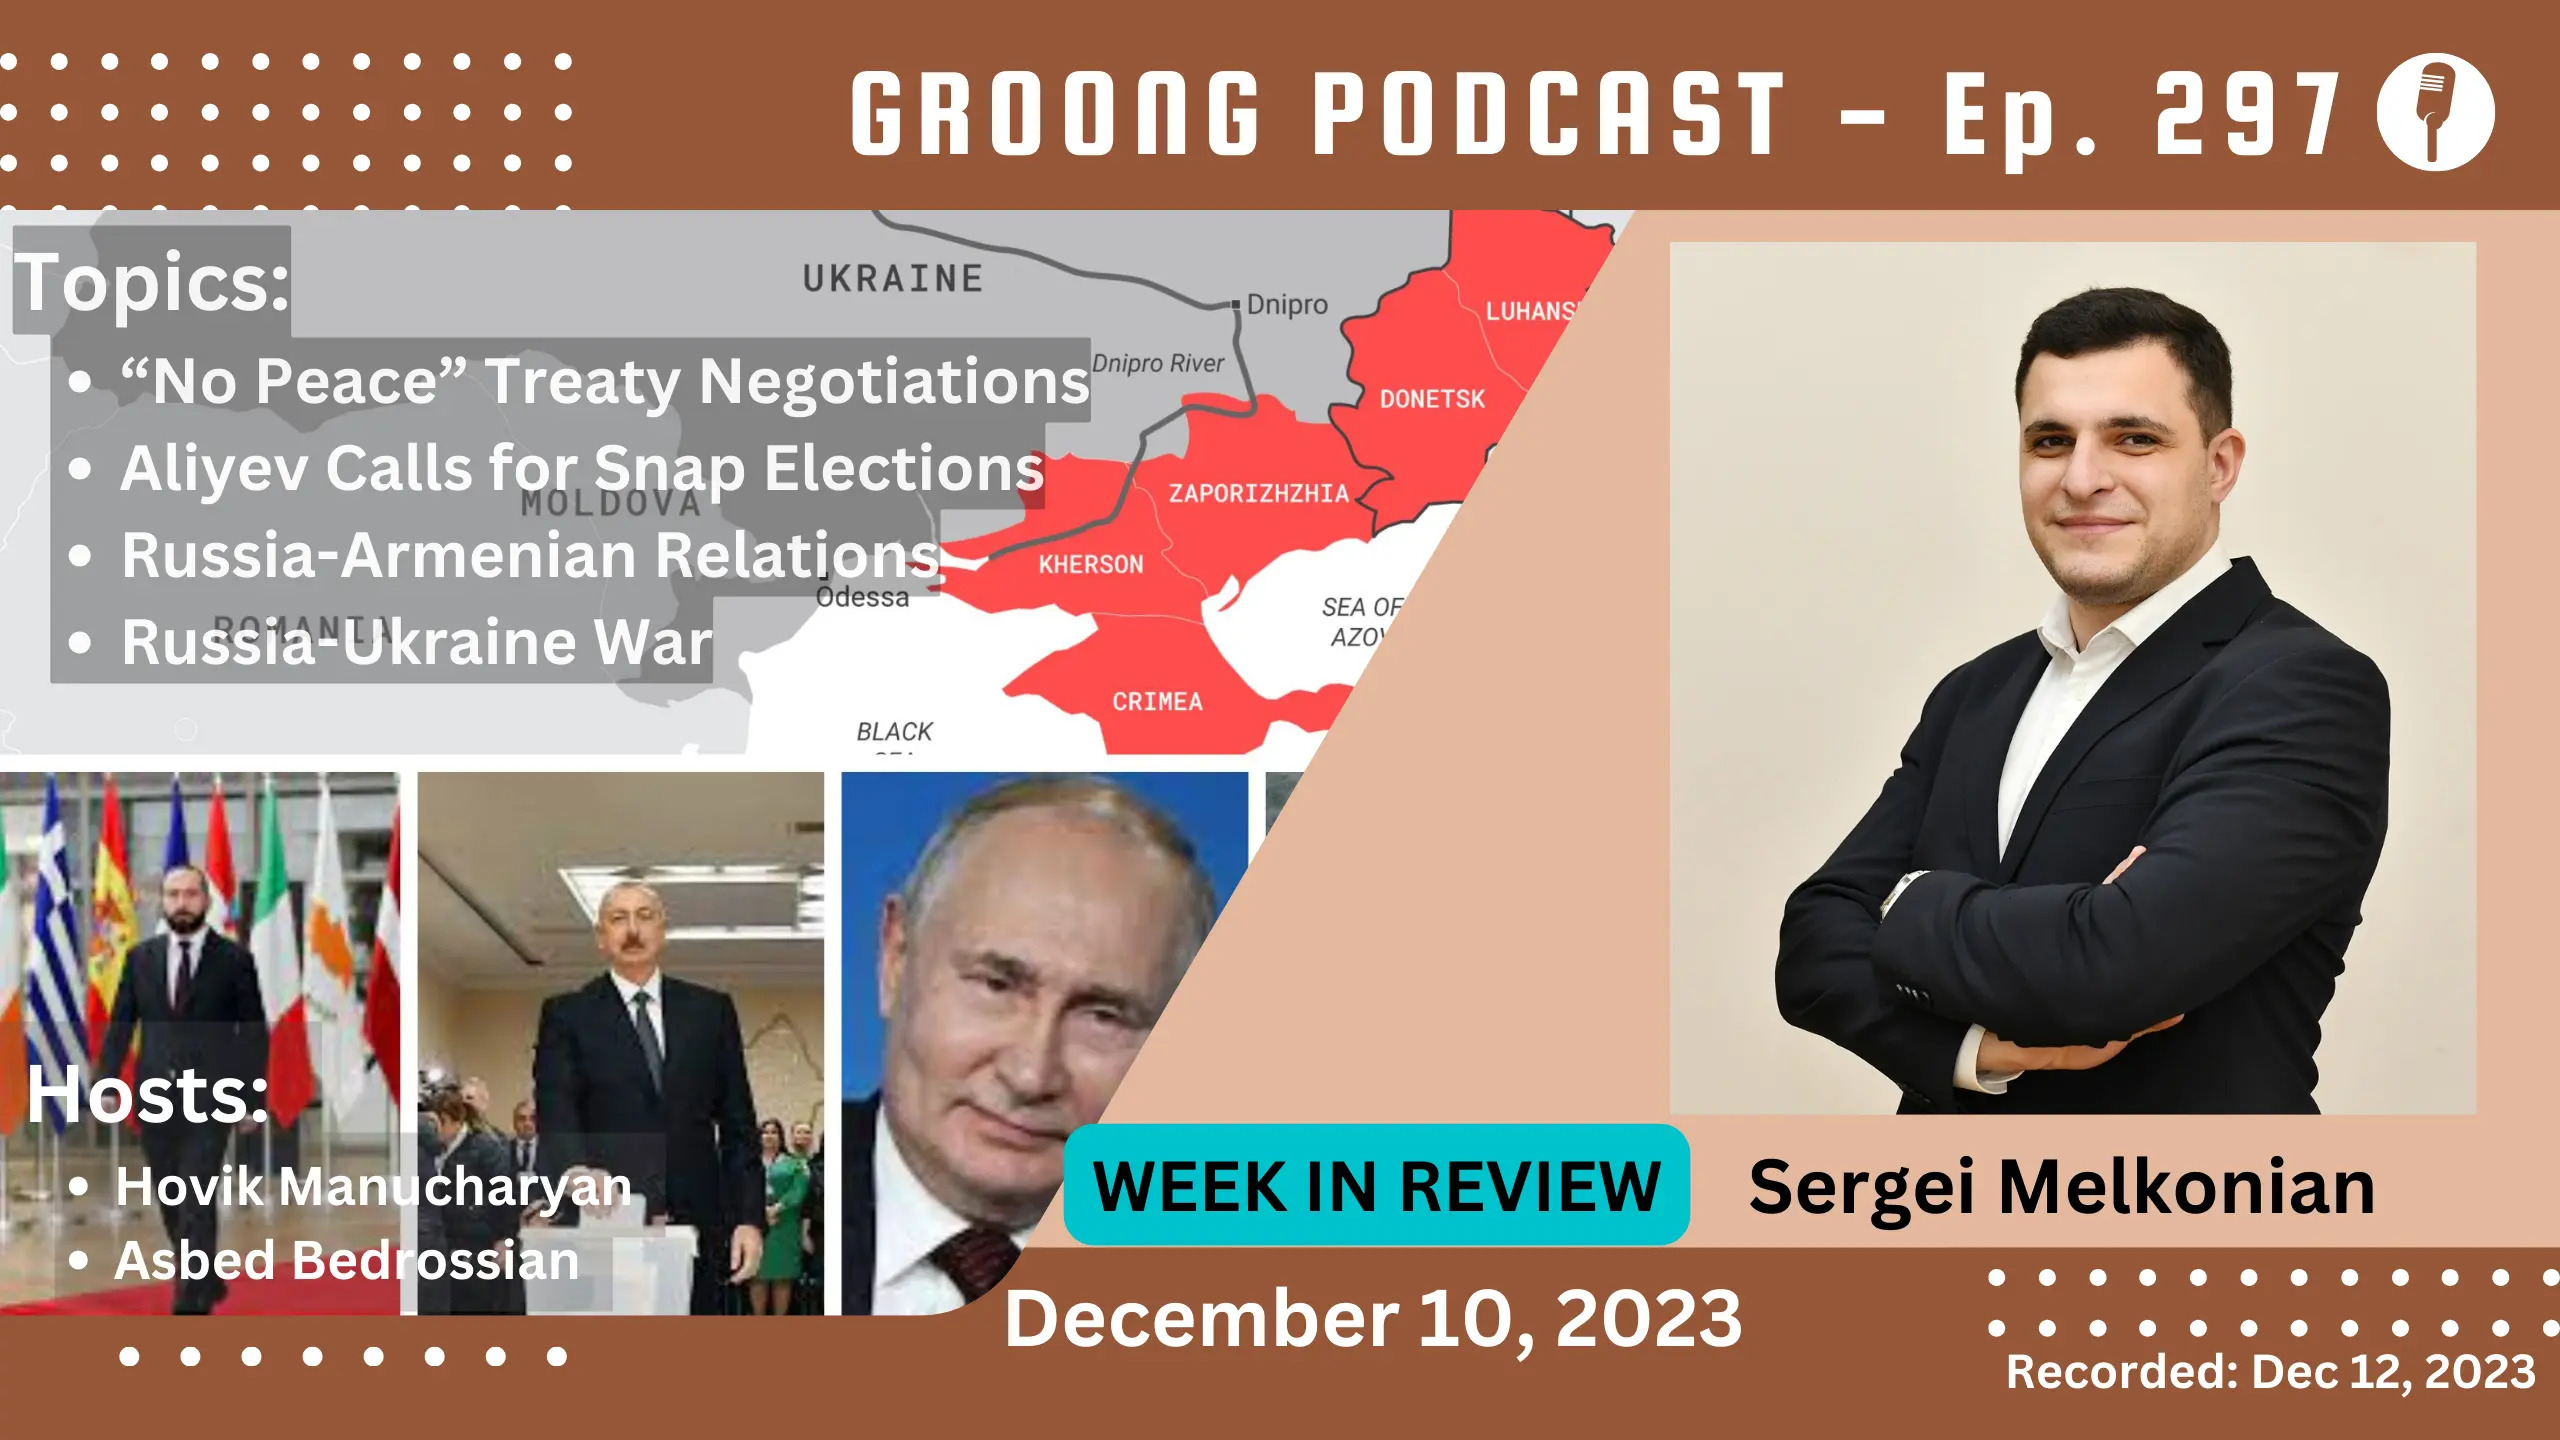 GROONG PODCAST – Ep. 297
Topics:
• “No Peace” Treaty Negotiations
• Aliyev Calls for Snap Elections
• Russia-Armenian Relations
• Russia-Ukraine War
UKRAINE
Dnipro
Dnipro River
LUHANS
DONETSK
ZAPORIZHZHIA
MOLDOVA
KHERSON
Odessa
ROMANIA
SEA OF
AZOV
CRIMEA
BLACK
SEA
Hosts:
• Hovik Manucharyan
• Asbed Bedrossian
WEEK IN REVIEW
Sergei Melkonian
December 10, 2023
Recorded: Dec 12, 2023